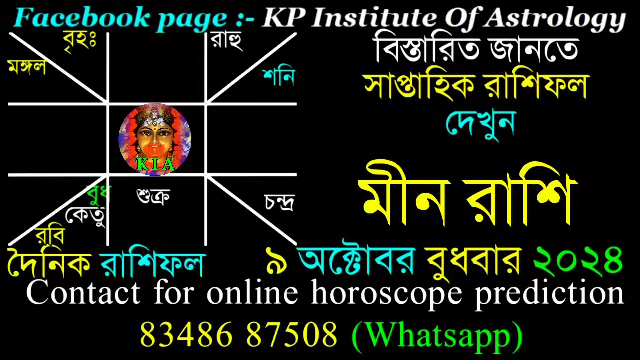 Facebook page :- KP Institute Of Astrology
বৃহঃ
রাহু
মঙ্গল
শনি
KIA
বুধ
কেতু
শুক্র
চন্দ্র
রবি
বিস্তারিত জানতে
সাপ্তাহিক রাশিফল
দেখুন
মীন রাশি
দৈনিক রাশিফল
৯ অক্টোবর বুধবার ২০২৪
Contact for online horoscope prediction
83486 87508 (Whatsapp)